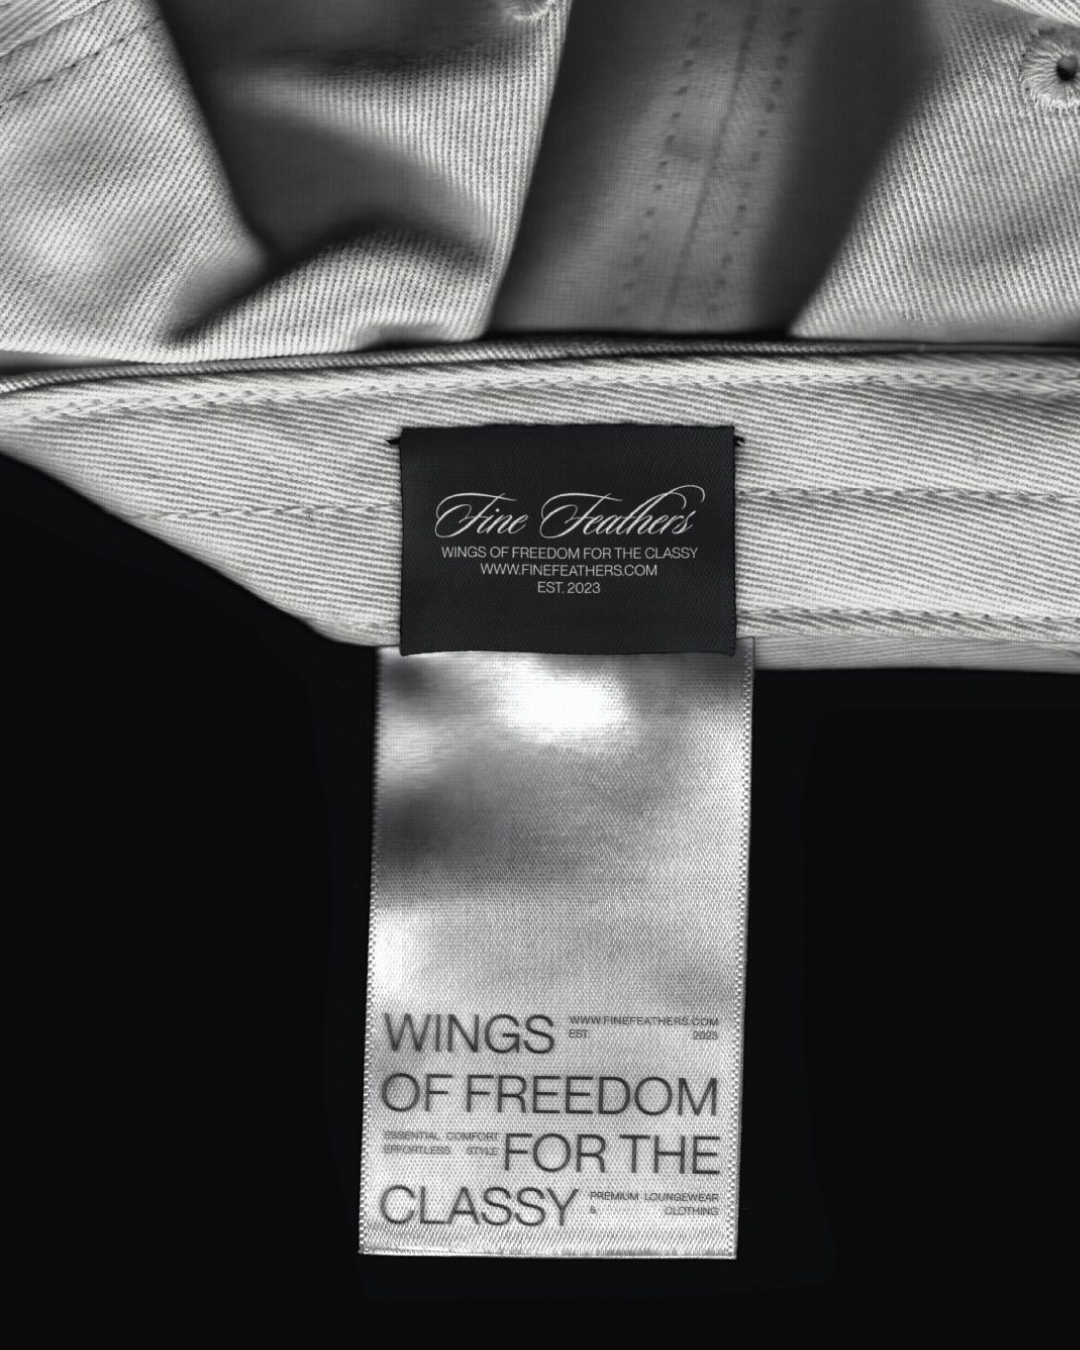 Fine Feathers
WINGS OF FREEDOM FOR THE CLASSY
WWW.FINEFEATHERS.COM
EST. 2023
WINGS
WWW.FINEFEATHERS.COM
EST. 2023
OF FREEDOM
ESSENTIAL COMFORT
EFFORTLESS STYLE
FOR THE
CLASSY
PREMIUM LOUNGEWEAR
& CLOTHING